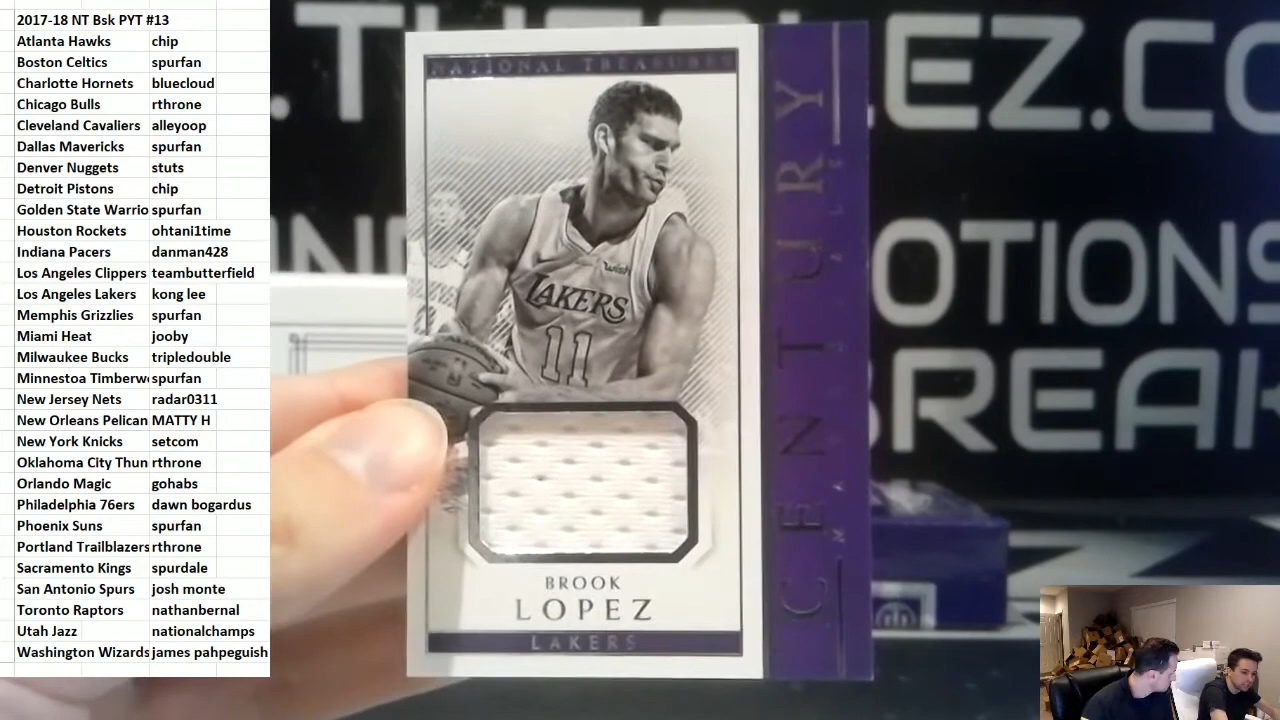 2017-18 NT Bsk PYT #13
Atlanta Hawks chip
Boston Celtics spurfan
Charlotte Hornets bluecloud
Chicago Bulls rthrone
Cleveland Cavaliers alleyoop
Dallas Mavericks spurfan
Denver Nuggets stuts
Detroit Pistons chip
Golden State Warrio spurfan
Houston Rockets ohtani1time
Indiana Pacers danman428
Los Angeles Clippers teambutterfield
Los Angeles Lakers kong lee
Memphis Grizzlies spurfan
Miami Heat jooby
Milwaukee Bucks tripledouble
Minnestoa Timberw spurfan
New Jersey Nets radar0311
New Orleans Pelican MATTY H
New York Knicks setcom
Oklahoma City Thun rthrone
Orlando Magic gohabs
Philadelphia 76ers dawn bogardus
Phoenix Suns spurfan
Portland Trailblazers rthrone
Sacramento Kings spurdale
San Antonio Spurs josh monte
Toronto Raptors nathanbernal
Utah Jazz nationalchamps
Washington Wizards james pahpeguish
NATIONAL TREASURES
wish
LAKERS
11
BROOK
LOPEZ
LAKERS
CENTURY
LEZ.CO
OTIONS
BREAK